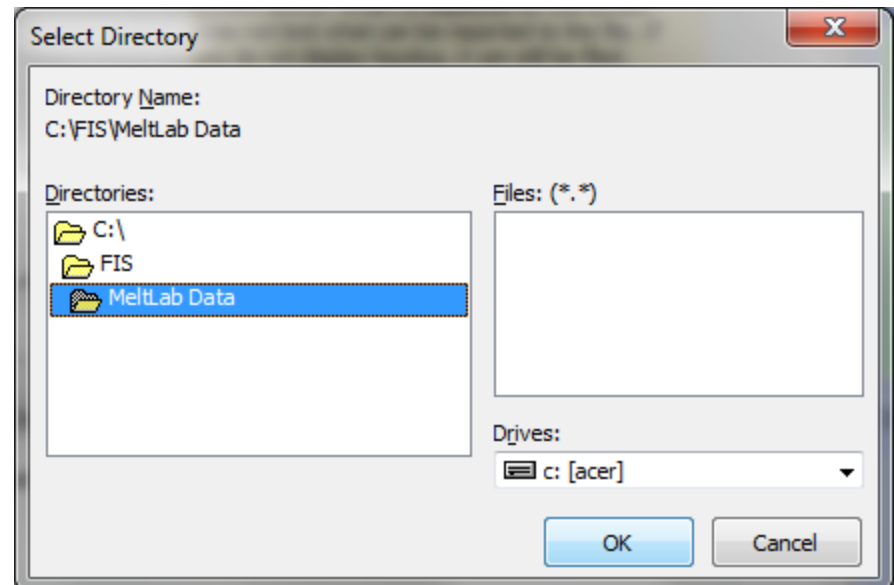 Select Directory
Directory Name:
C:\FIS\MeltLab Data
Directories:
C:\
FIS
MeltLab Data
Files: (*.*)
Drives:
c: [acer]
OK
Cancel